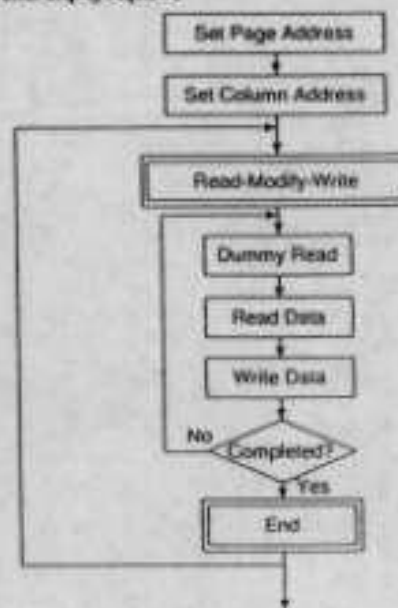 Set Page Address
Set Column Address
Read-Modify-Write
Dummy Read
Read Data
Write Data
No
Completed?
Yes
End